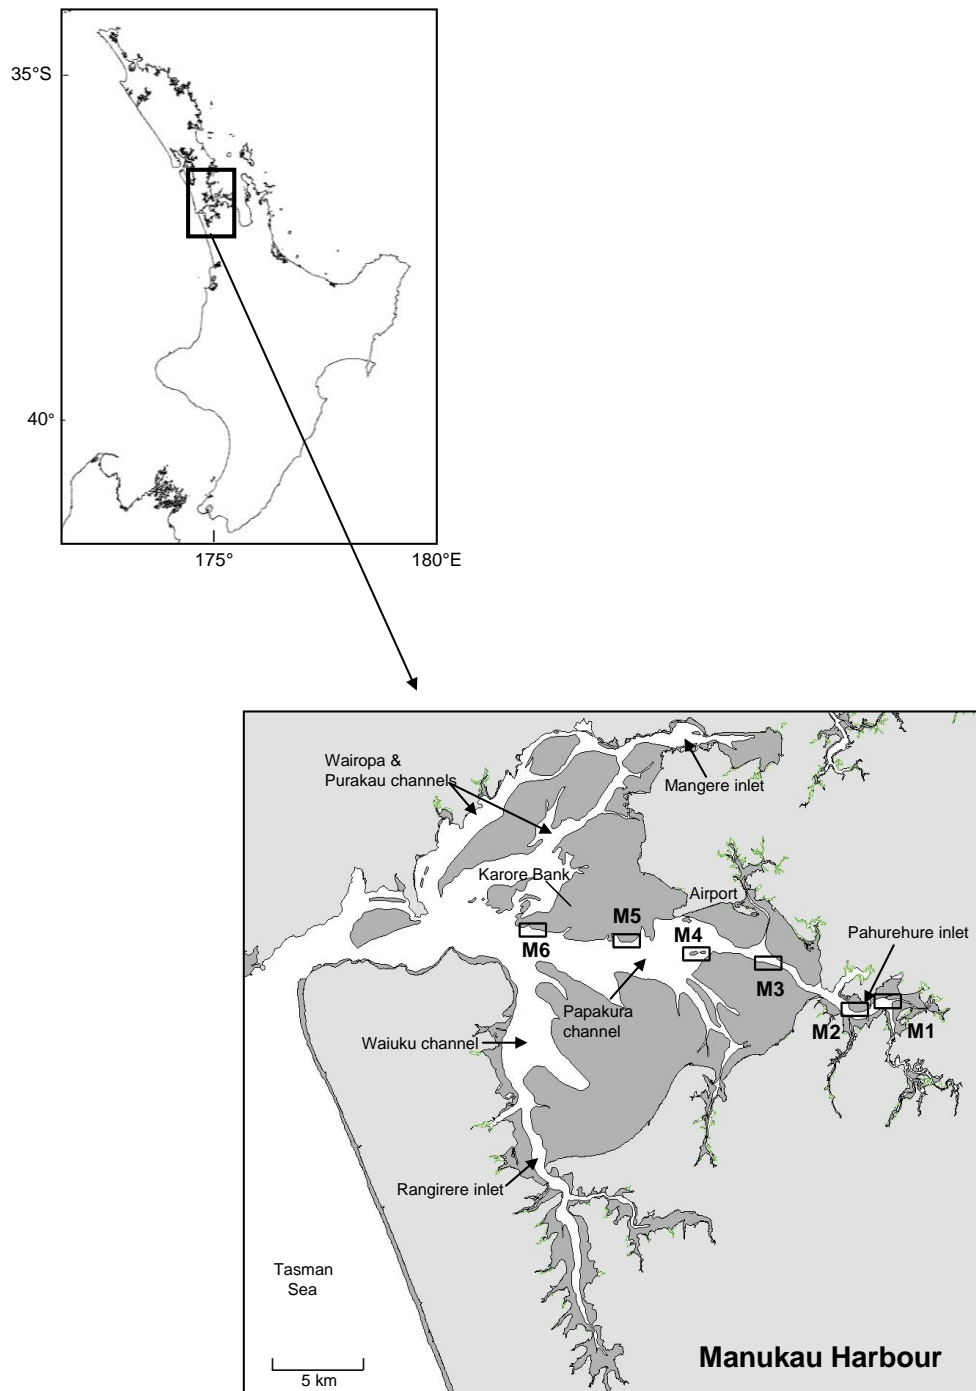 35°S
40°
175°
180°E
Wairopa &
Purakau channels
Mangere inlet
Karore Bank
Airport
M5
M4
M6
Pahurehure inlet
M3
Papakura
channel
M2
M1
Waiuku channel
Rangirere inlet
Tasman
Sea
5 km
Manukau Harbour